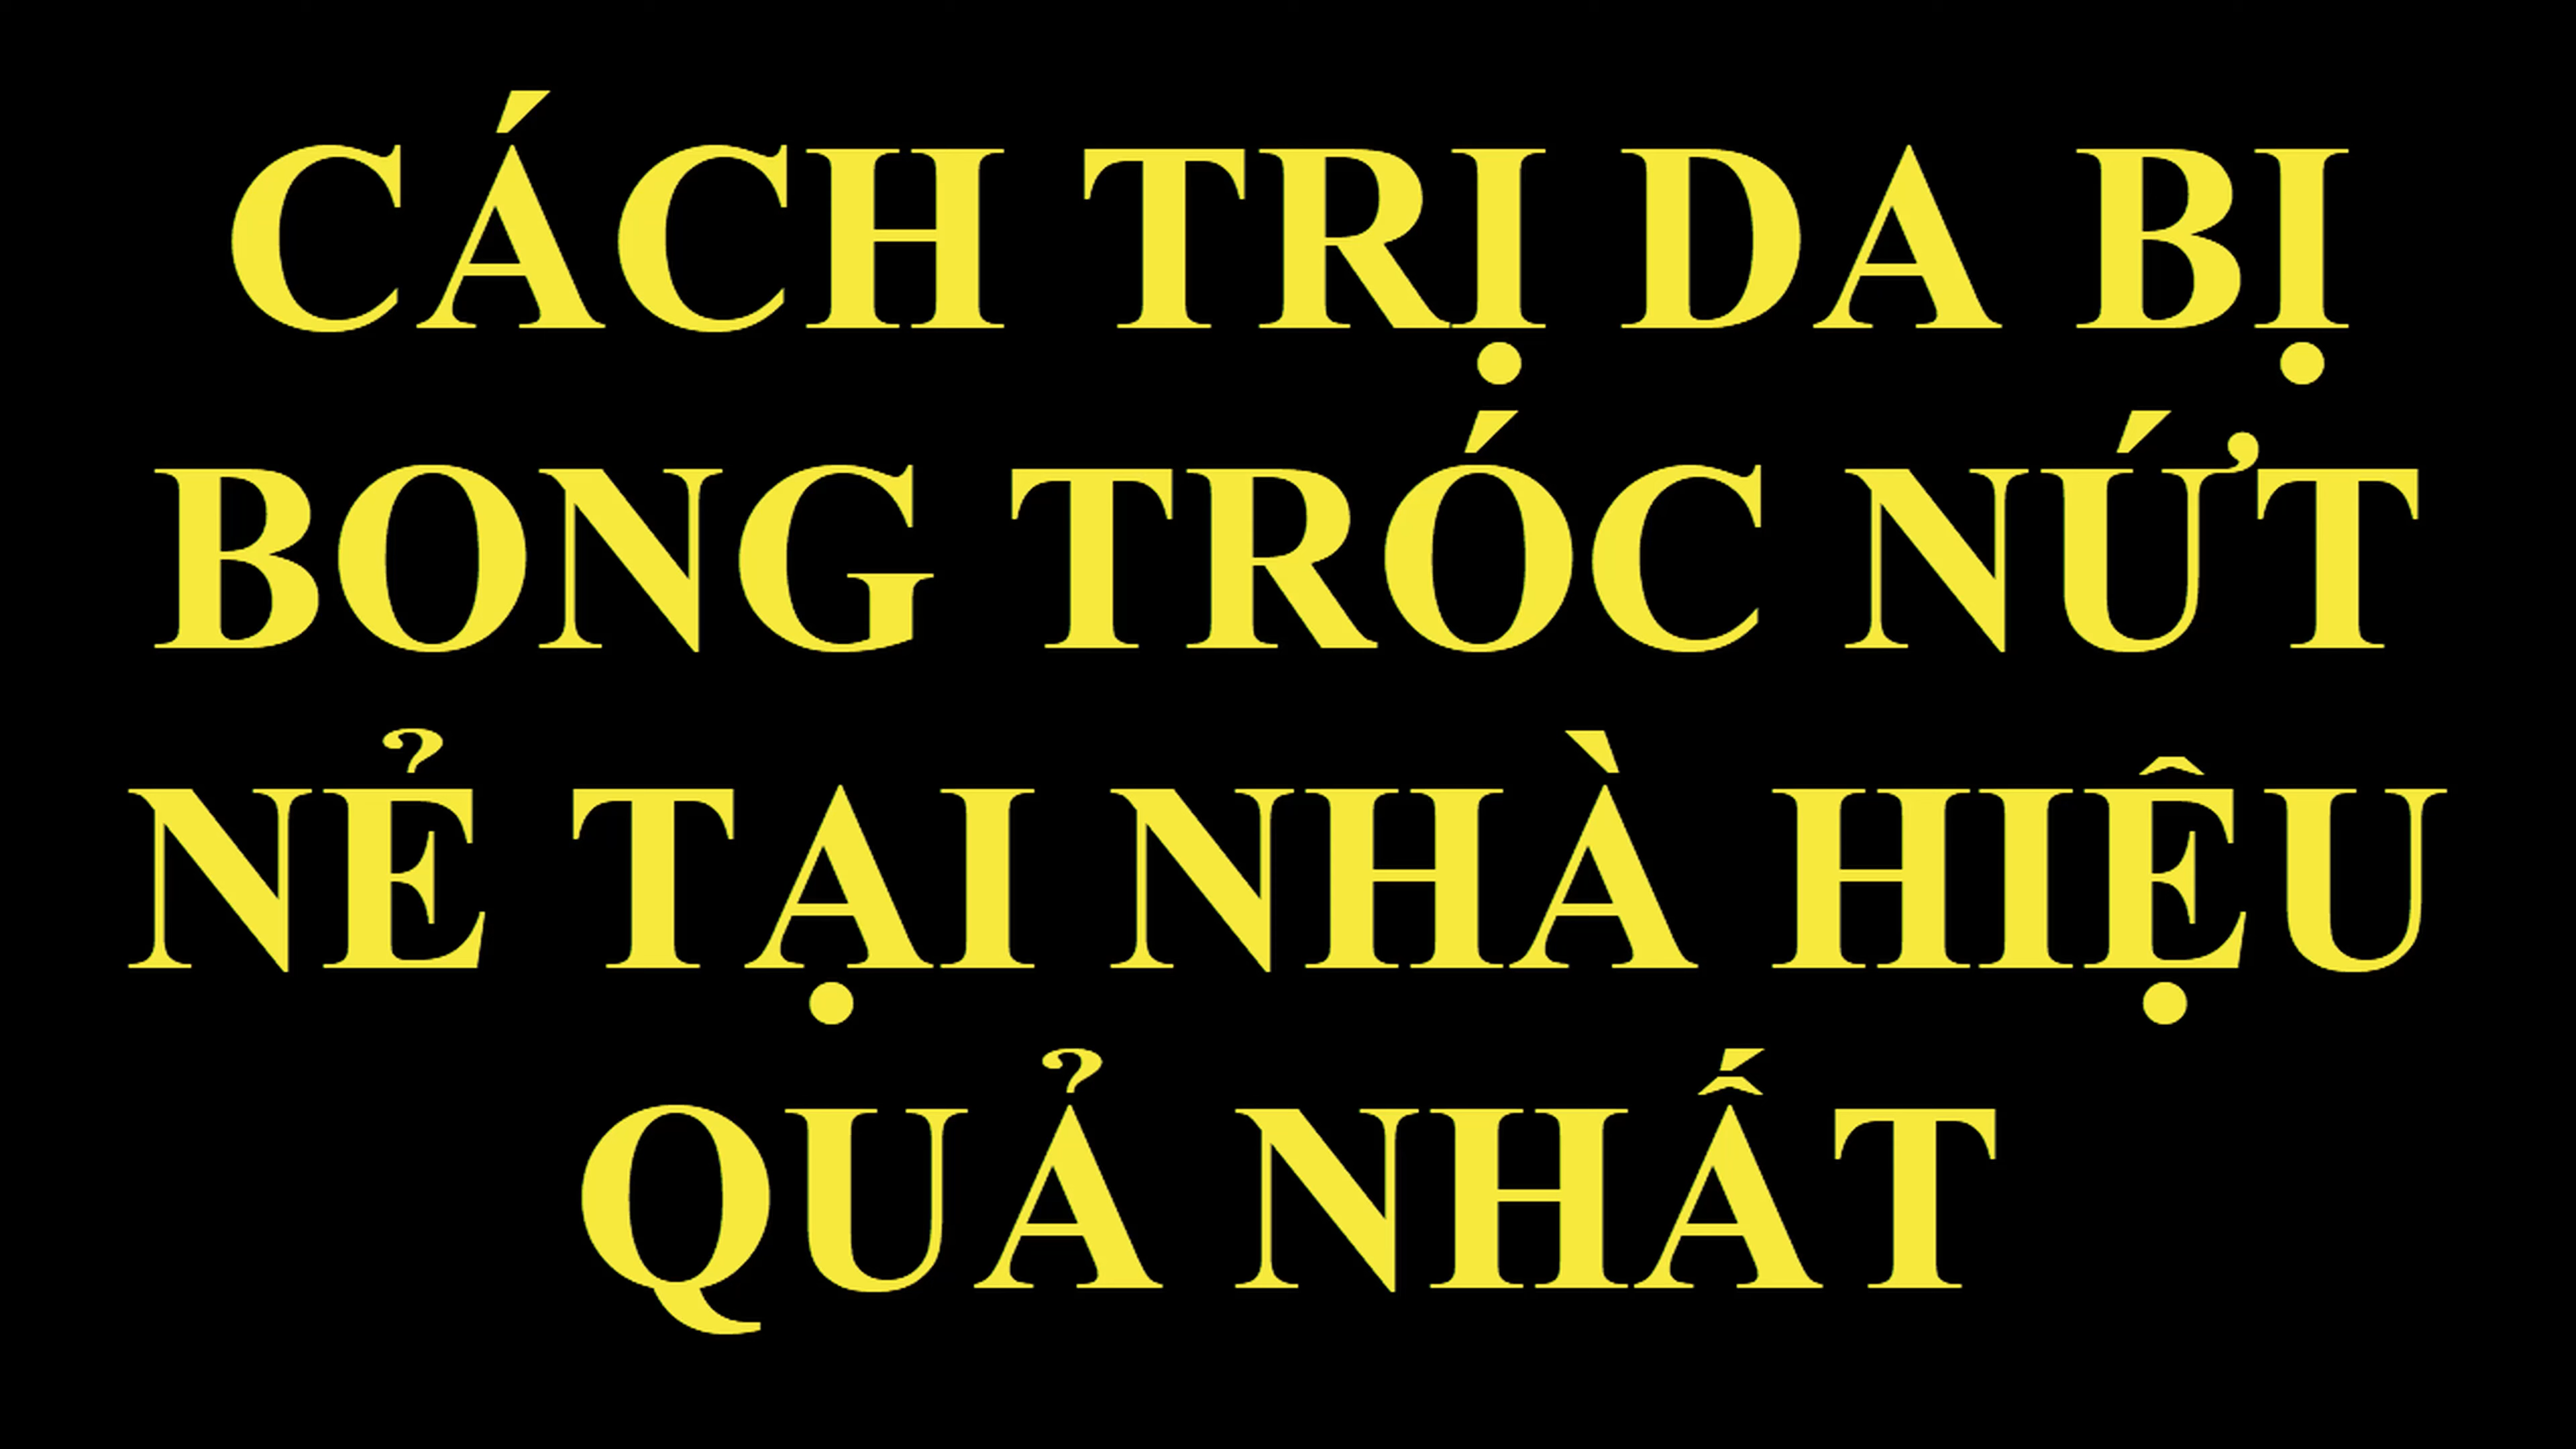 CÁCH TRỊ DA BỊ
BONG TRÓC NỨT
NẺ TẠI NHÀ HIỆU
QUẢ NHẤT